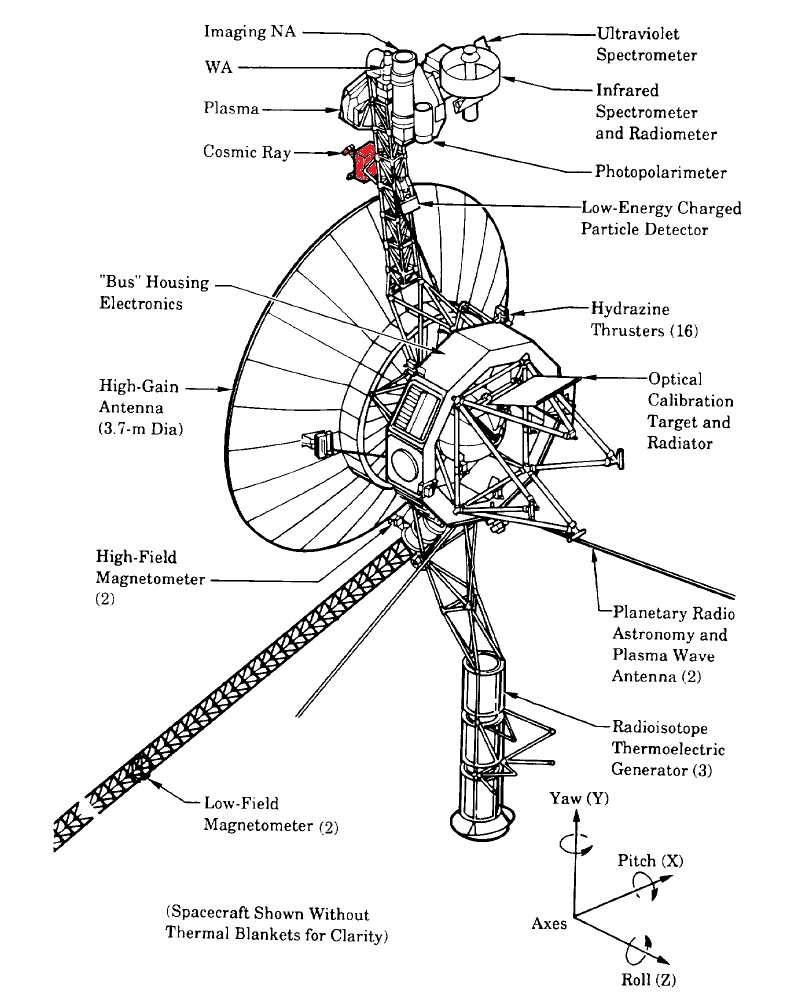 Imaging NA
WA
Plasma
Cosmic Ray
Ultraviolet
Spectrometer
Infrared
Spectrometer
and Radiometer
Photopolarimeter
Low-Energy Charged
Particle Detector
"Bus" Housing
Electronics
Hydrazine
Thrusters (16)
High-Gain
Antenna
(3.7-m Dia)
Optical
Calibration
Target and
Radiator
High-Field
Magnetometer
(2)
Planetary Radio
Astronomy and
Plasma Wave
Antenna (2)
Radioisotope
Thermoelectric
Generator (3)
Low-Field
Magnetometer (2)
Yaw (Y)
Pitch (X)
Axes
Roll (Z)
(Spacecraft Shown Without
Thermal Blankets for Clarity)